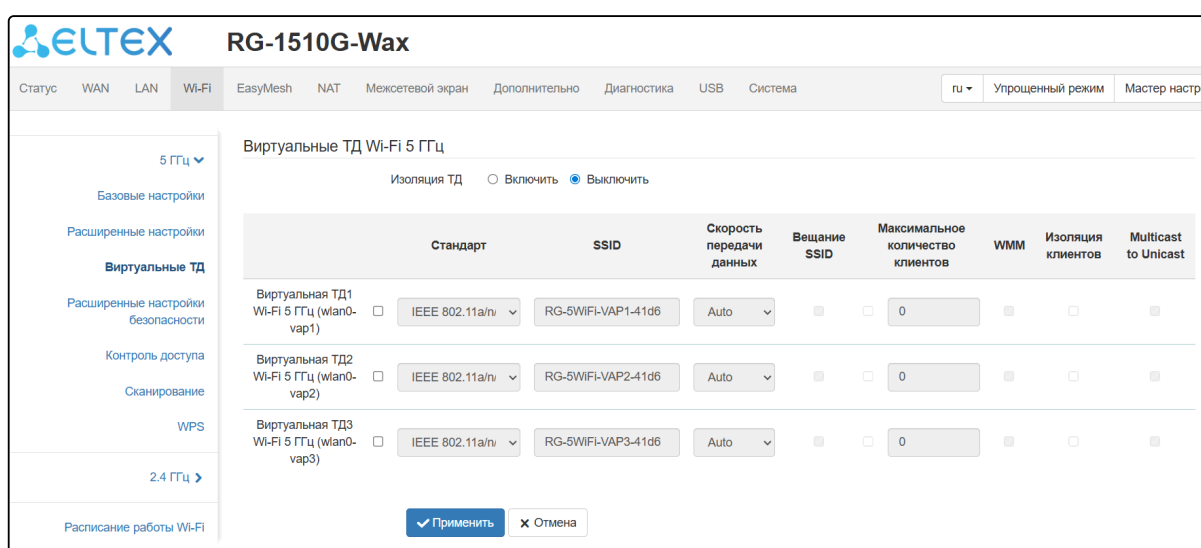 ELTEX RG-1510G-Wax
Статус WAN LAN Wi-Fi EasyMesh NAT Межсетевой экран Дополнительно Диагностика USB Система ru Упрощенный режим Мастер настр
5 ГГц
Базовые настройки
Расширенные настройки
Виртуальные ТД
Расширенные настройки
безопасности
Контроль доступа
Сканирование
WPS
2.4 ГГц
Расписание работы Wi-Fi
Виртуальные ТД Wi-Fi 5 ГГц
Изоляция ТД Включить Выключить
Стандарт SSID Скорость передачи данных Вещание SSID Максимальное количество клиентов WMM Изоляция клиентов Multicast to Unicast
Виртуальная ТД1
Wi-Fi 5 ГГц (wlan0- IEEE 802.11a/n/ RG-5WiFi-VAP1-41d6 Auto 0
vap1)
Виртуальная ТД2
Wi-Fi 5 ГГц (wlan0- IEEE 802.11a/n/ RG-5WiFi-VAP2-41d6 Auto 0
vap2)
Виртуальная ТД3
Wi-Fi 5 ГГц (wlan0- IEEE 802.11a/n/ RG-5WiFi-VAP3-41d6 Auto 0
vap3)
Применить Отмена